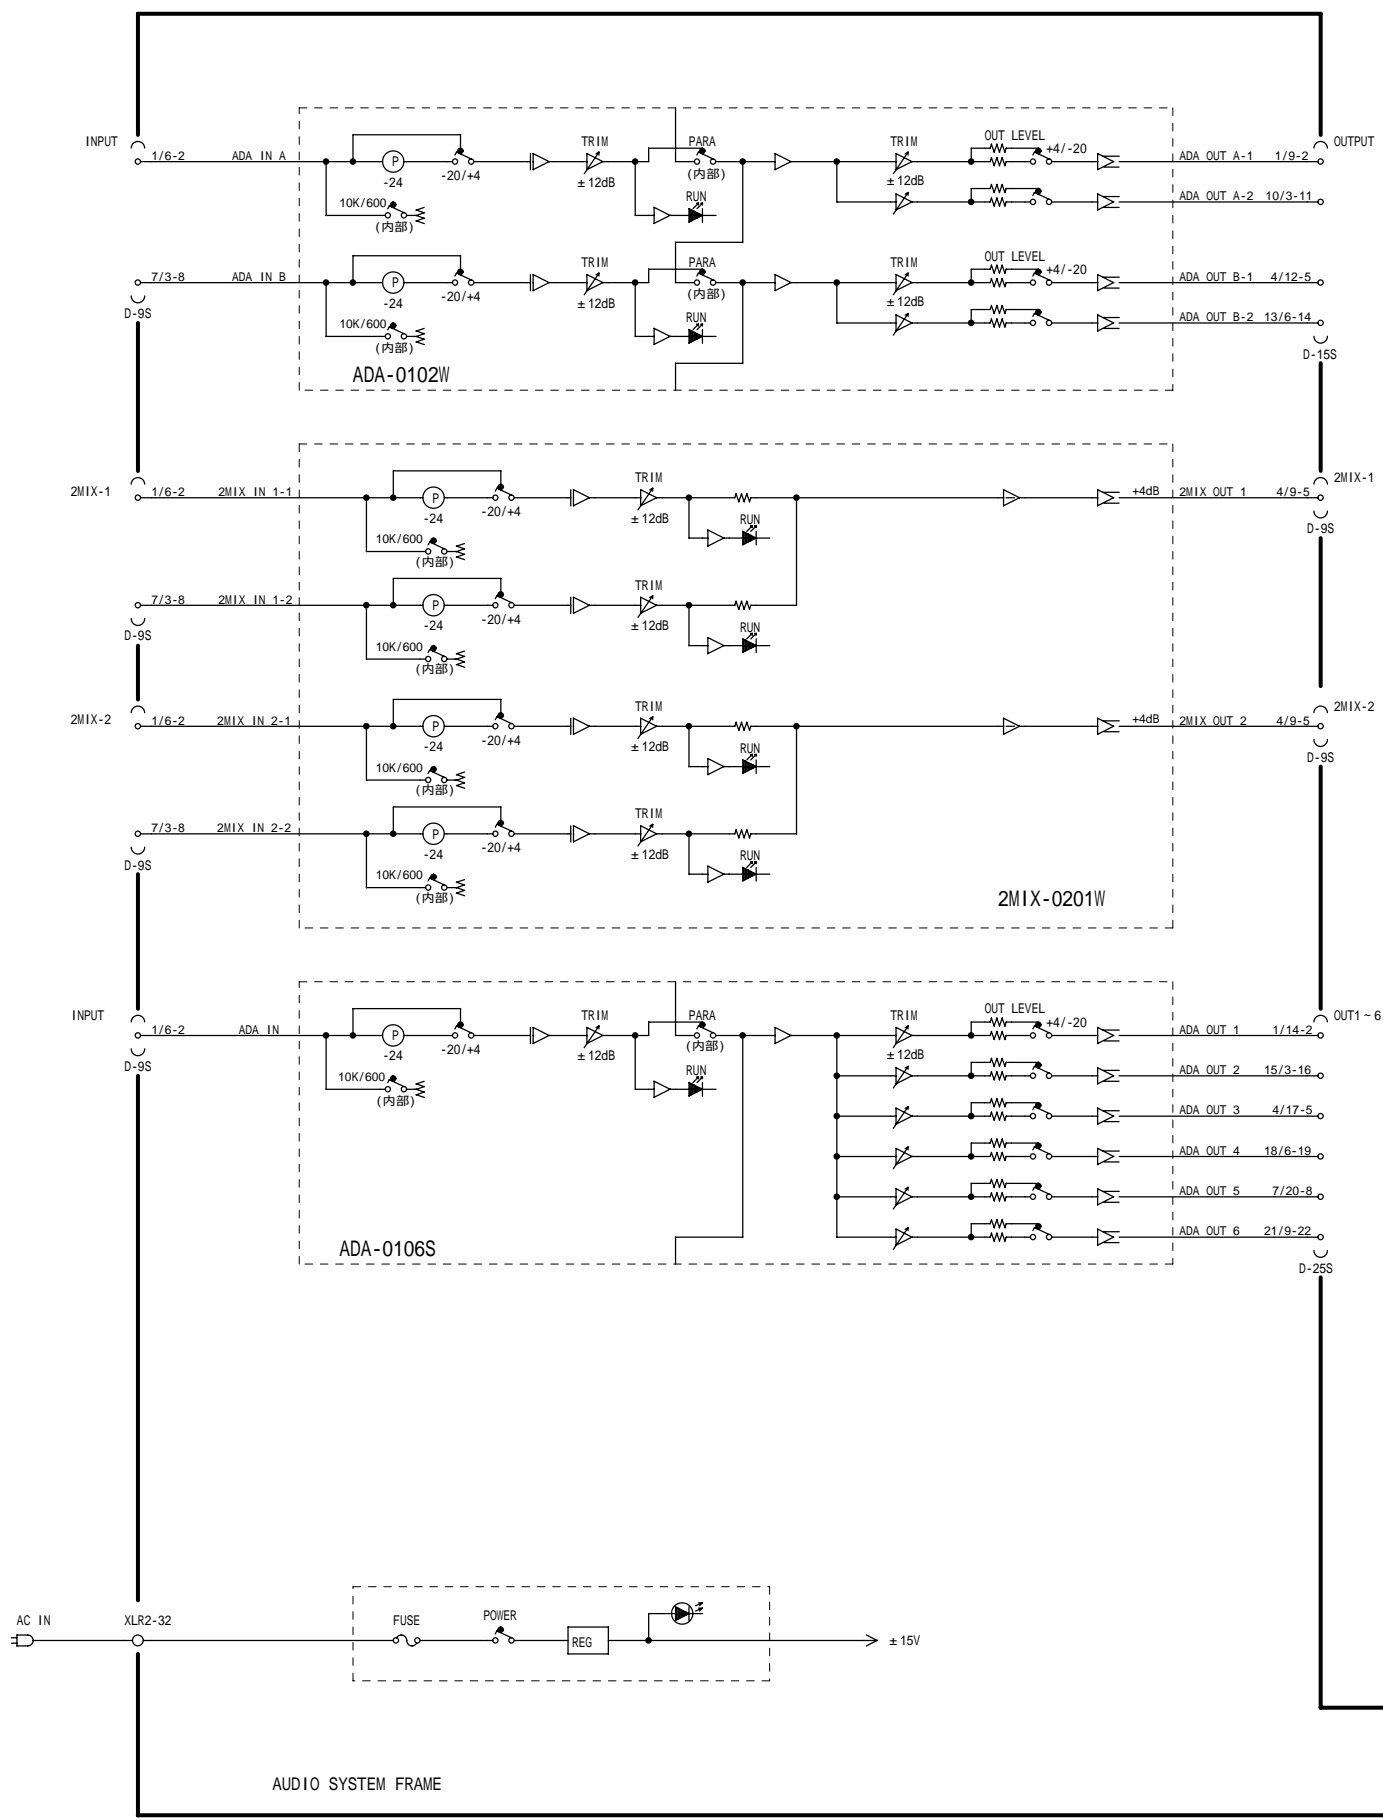 INPUT
OUTPUT
1/6-2 ADA IN A
P
-24
-20/+4
10K/600
(内部)
TRIM
±12dB
PARA
(内部)
RUN
TRIM
±12dB
OUT LEVEL
+4/-20
ADA OUT A-1 1/9-2
ADA OUT A-2 10/3-11
7/3-8 ADA IN B
D-9S
P
-24
-20/+4
10K/600
(内部)
TRIM
±12dB
PARA
(内部)
RUN
TRIM
±12dB
OUT LEVEL
+4/-20
ADA OUT B-1 4/12-5
ADA OUT B-2 13/6-14
D-15S
ADA-0102W
2MIX-1
1/6-2 2MIX IN 1-1
P
-24
-20/+4
10K/600
(内部)
TRIM
±12dB
RUN
+4dB
2MIX OUT 1 4/9-5
2MIX-1
D-9S
7/3-8 2MIX IN 1-2
D-9S
P
-24
-20/+4
10K/600
(内部)
TRIM
±12dB
RUN
2MIX-2
1/6-2 2MIX IN 2-1
P
-24
-20/+4
10K/600
(内部)
TRIM
±12dB
RUN
+4dB
2MIX OUT 2 4/9-5
2MIX-2
D-9S
7/3-8 2MIX IN 2-2
D-9S
P
-24
-20/+4
10K/600
(内部)
TRIM
±12dB
RUN
2MIX-0201W
INPUT
1/6-2 ADA IN
D-9S
P
-24
-20/+4
10K/600
(内部)
TRIM
±12dB
PARA
(内部)
RUN
TRIM
±12dB
OUT LEVEL
+4/-20
OUT1~6
ADA OUT 1 1/14-2
ADA OUT 2 15/3-16
ADA OUT 3 4/17-5
ADA OUT 4 18/6-19
ADA OUT 5 7/20-8
ADA OUT 6 21/9-22
D-25S
ADA-0106S
AC IN
XLR2-32
FUSE
POWER
REG
±15V
AUDIO SYSTEM FRAME